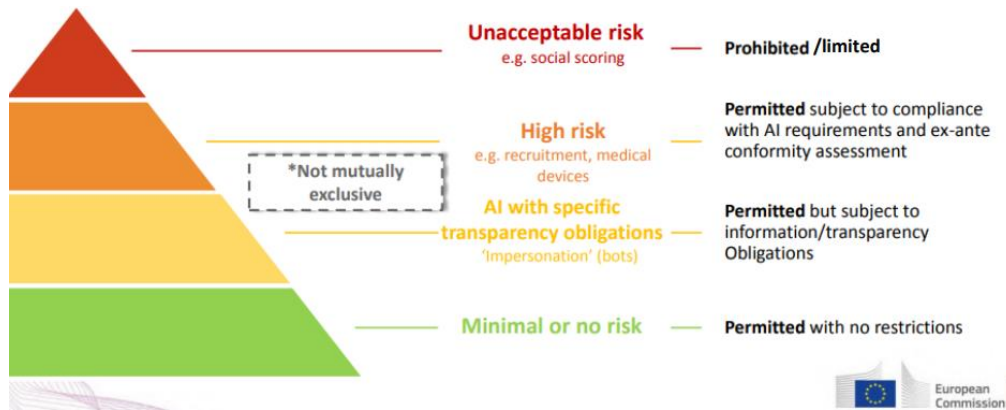 Unacceptable risk
e.g. social scoring
Prohibited /limited
High risk
e.g. recruitment, medical
devices
Permitted subject to compliance
with AI requirements and ex-ante
conformity assessment
*Not mutually
exclusive
AI with specific
transparency obligations
'Impersonation' (bots)
Permitted but subject to
information/transparency
Obligations
Minimal or no risk
Permitted with no restrictions
European
Commission